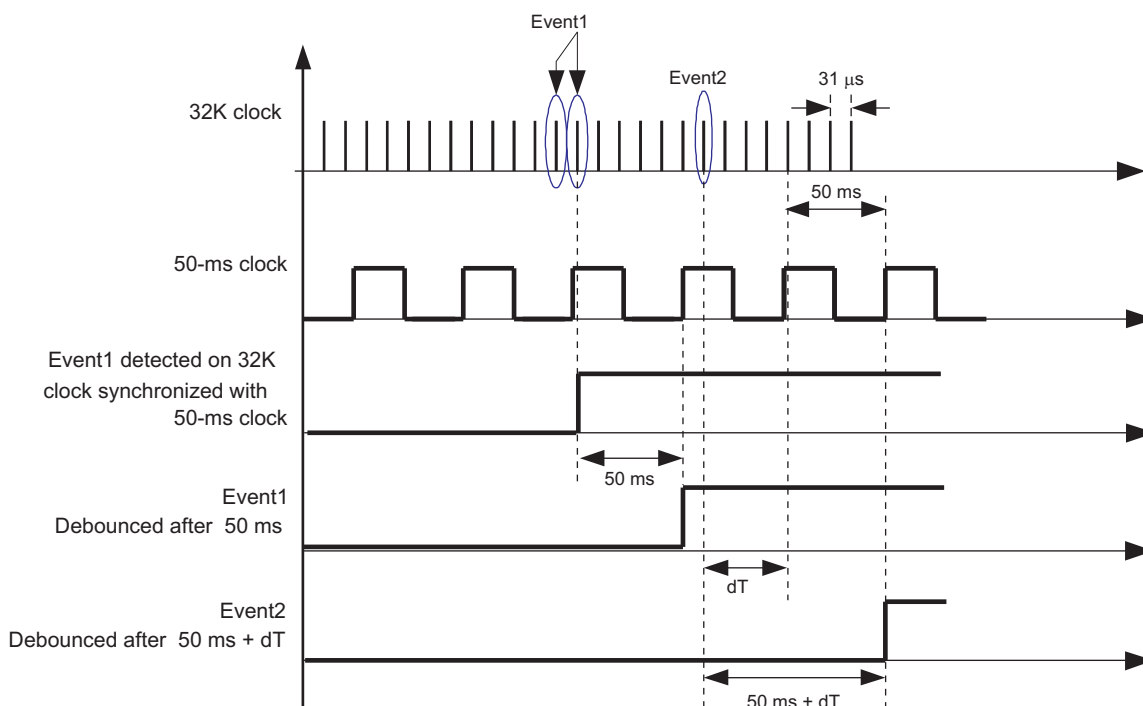 Event1
Event2
31 μs
32K clock
50 ms
50-ms clock
Event1 detected on 32K
clock synchronized with
50-ms clock
50 ms
Event1
Debounced after 50 ms
dT
Event2
Debounced after 50 ms + dT
50 ms + dT